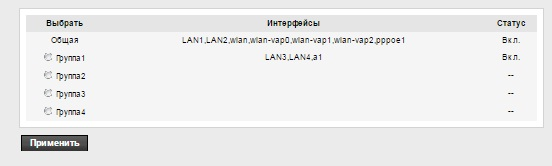 Выбрать Интерфейсы Статус
Общая LAN1,LAN2,wlan,wlan-vap0,wlan-vap1,wlan-vap2,pppoe1 Вкл.
Группа1 LAN3,LAN4,a1 Вкл.
Группа2 --
Группа3 --
Группа4 --
Применить